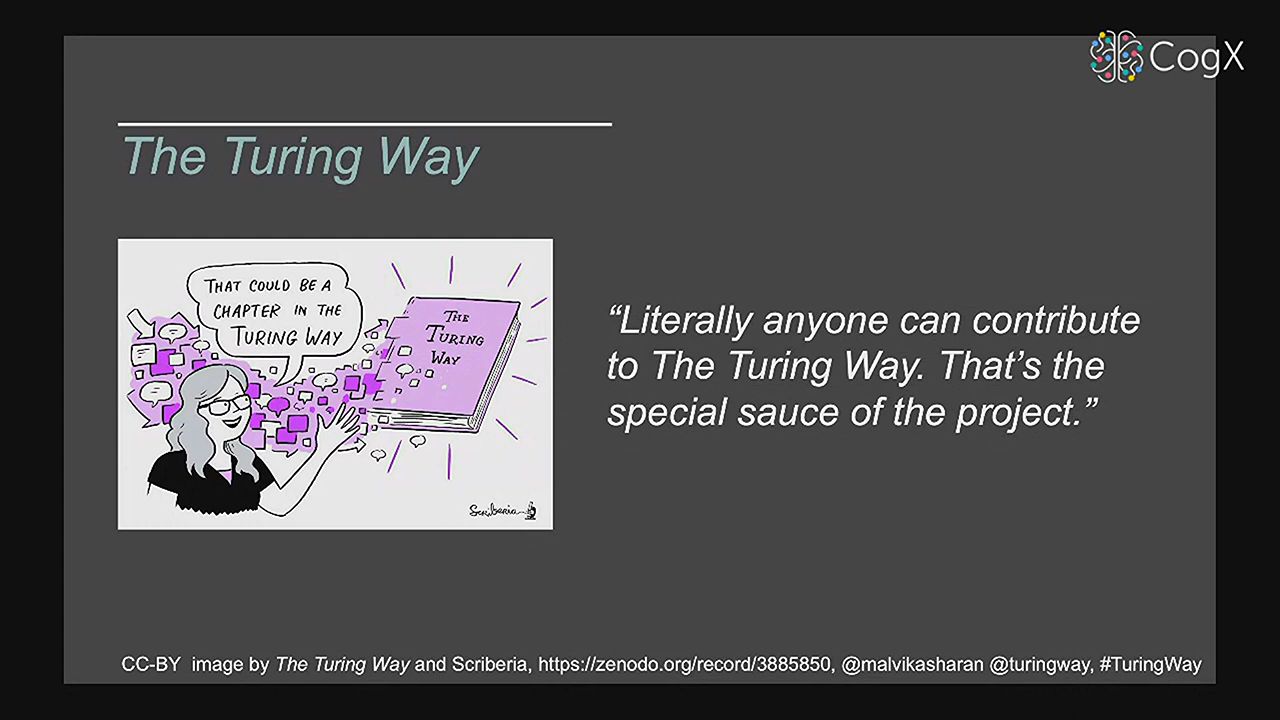 CogX
The Turing Way
THAT COULD BE A
CHAPTER IN THE
TURING WAY
THE
TURING
WAY
Scriberia
“Literally anyone can contribute
to The Turing Way. That’s the
special sauce of the project.”
CC-BY image by The Turing Way and Scriberia, https://zenodo.org/record/3885850, @malvikasharan @turingway, #TuringWay